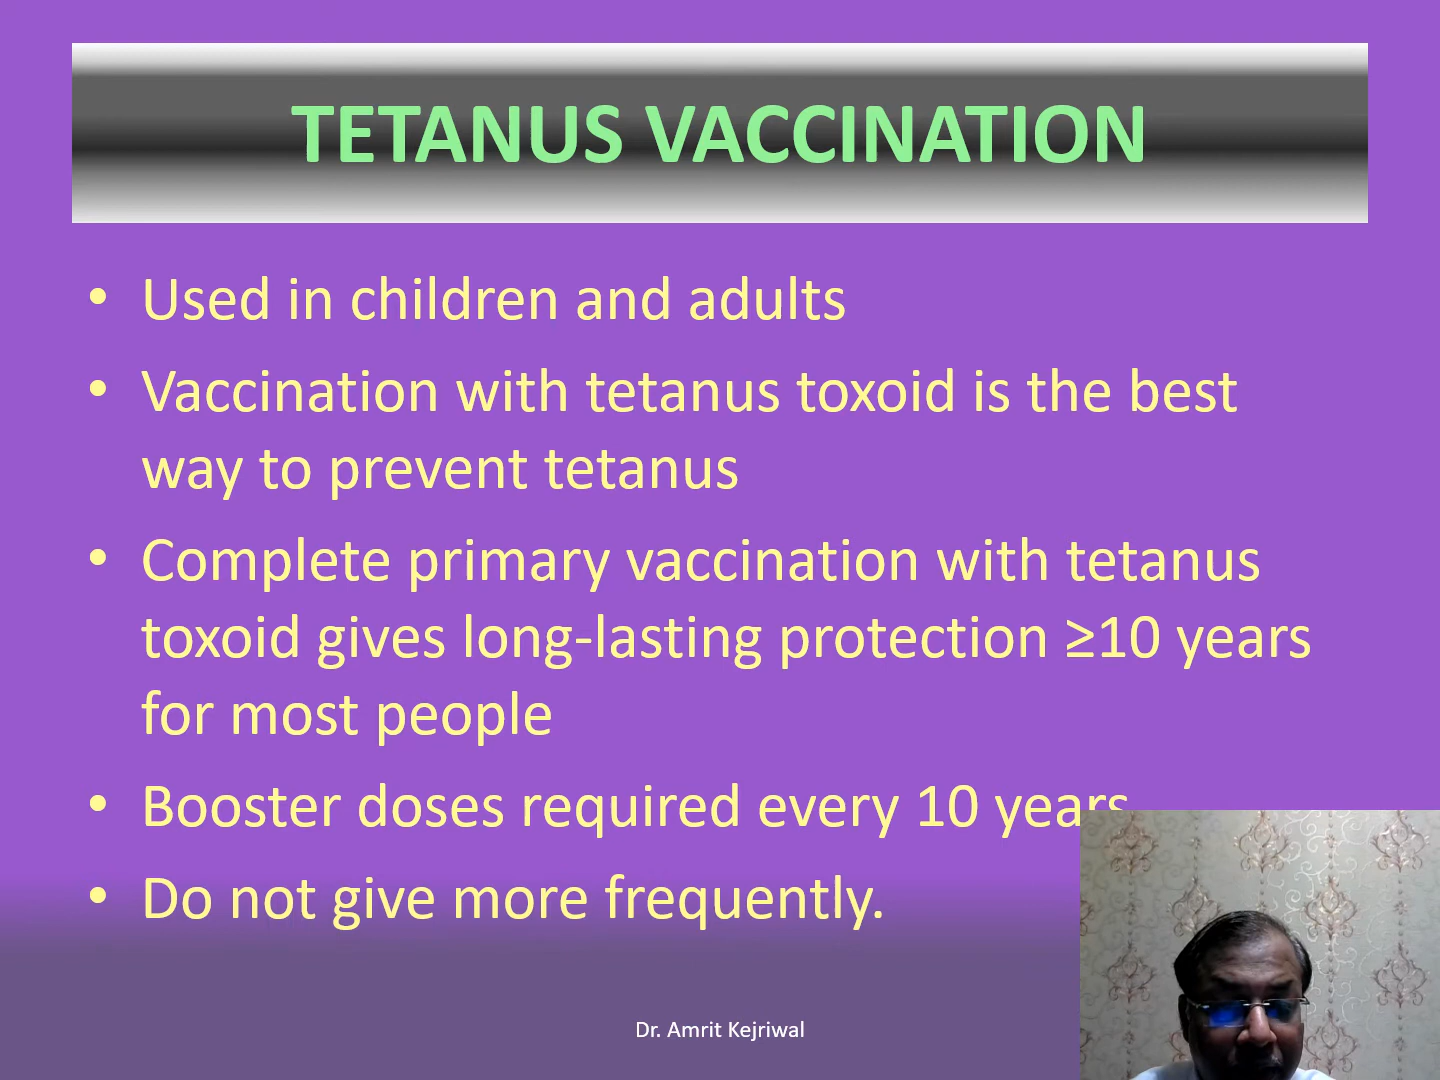 TETANUS VACCINATION
• Used in children and adults
• Vaccination with tetanus toxoid is the best
way to prevent tetanus
• Complete primary vaccination with tetanus
toxoid gives long-lasting protection ≥10 years
for most people
• Booster doses required every 10 years
• Do not give more frequently.
Dr. Amrit Kejriwal